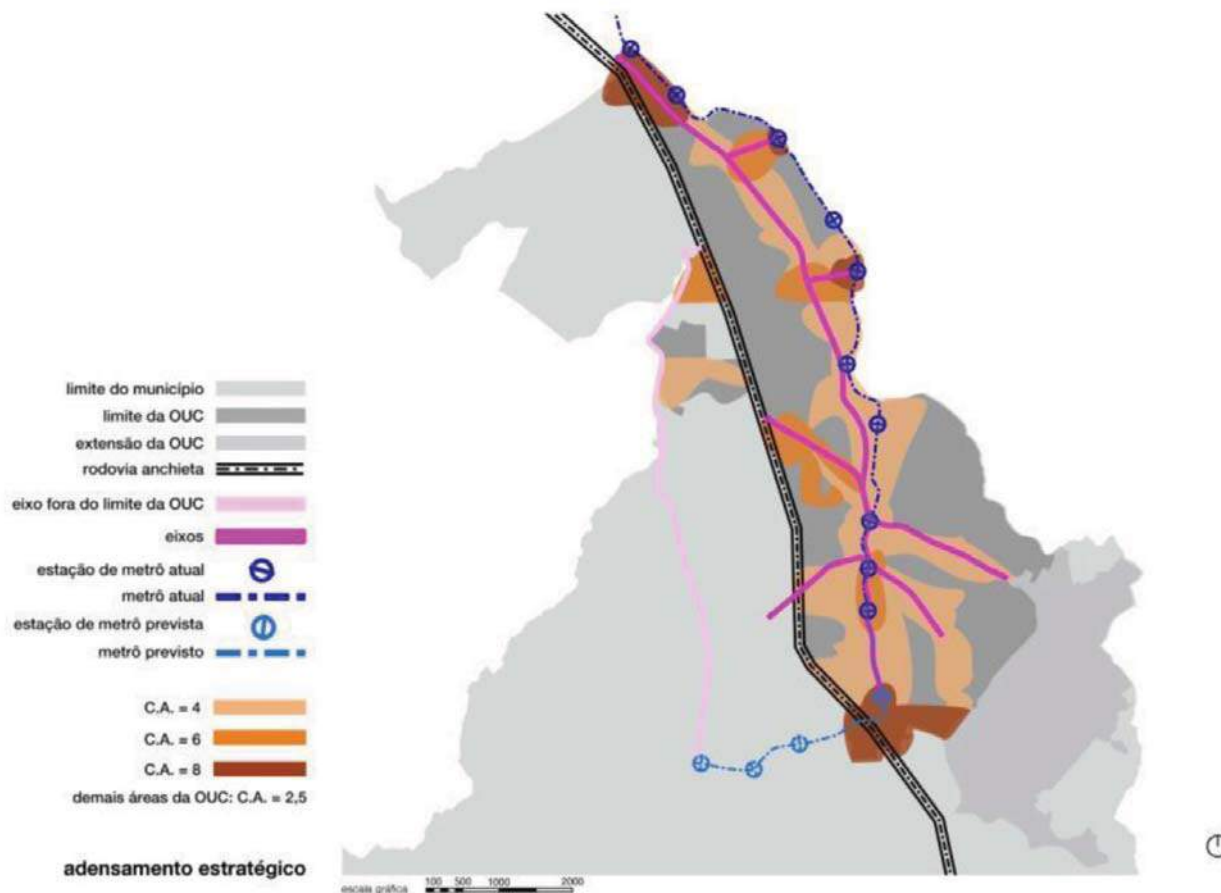 limite do município
limite da OUC
extensão da OUC
rodovia anchieta
eixo fora do limite da OUC
eixos
estação de metrô atual
metrô atual
estação de metrô prevista
metrô previsto
C.A. = 4
C.A. = 6
C.A. = 8
demais áreas da OUC: C.A. = 2,5
adensamento estratégico
escala gráfica
100 500 1000 2000